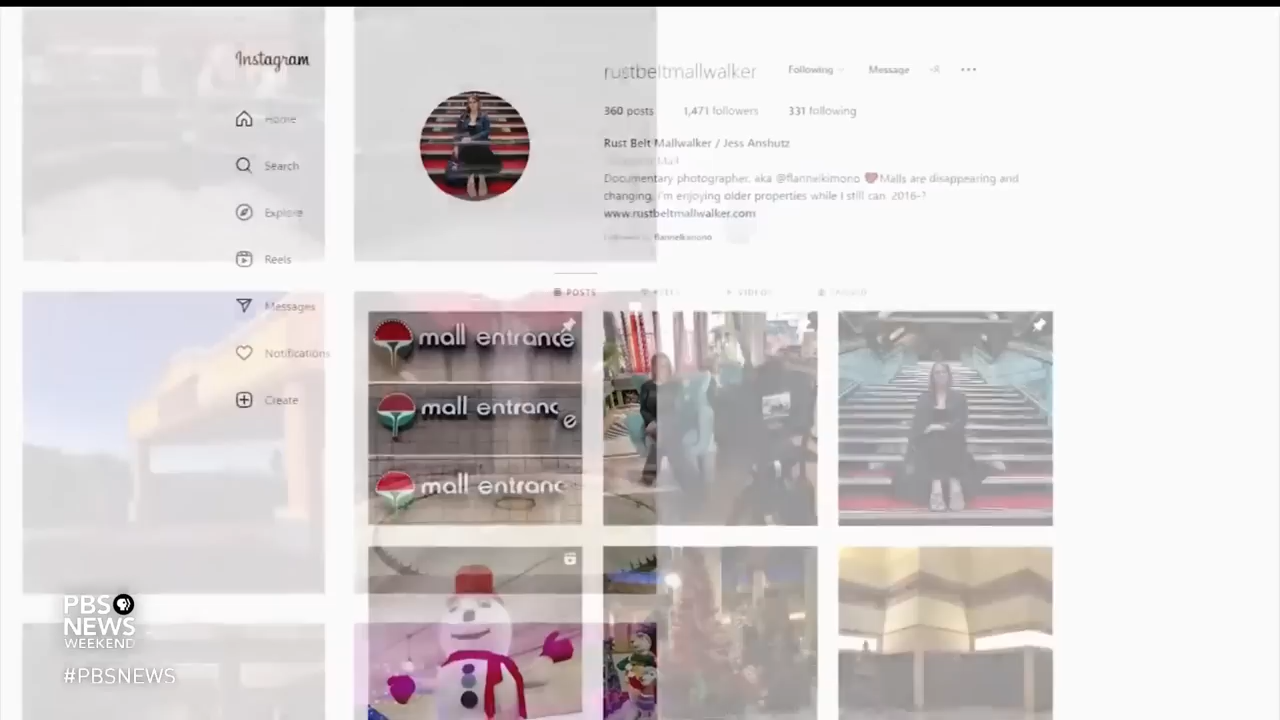 Instagram
Home
Search
Explore
Reels
Messages
Notifications
Create
rustbeltmallwalker
Following
Message
360 posts
1,471 followers
331 following
Rust Belt Mallwalker / Jess Anshutz
Documentary photographer. aka @flannelkimono Malls are disappearing and
changing, i'm enjoying older properties while I still can 2016-?
www.rustbeltmallwalker.com
flannelkimono
POSTS
mall entrance
mall entranc
e
mall entranc
PBS
NEWS
WEEKEND
#PBSNEWS